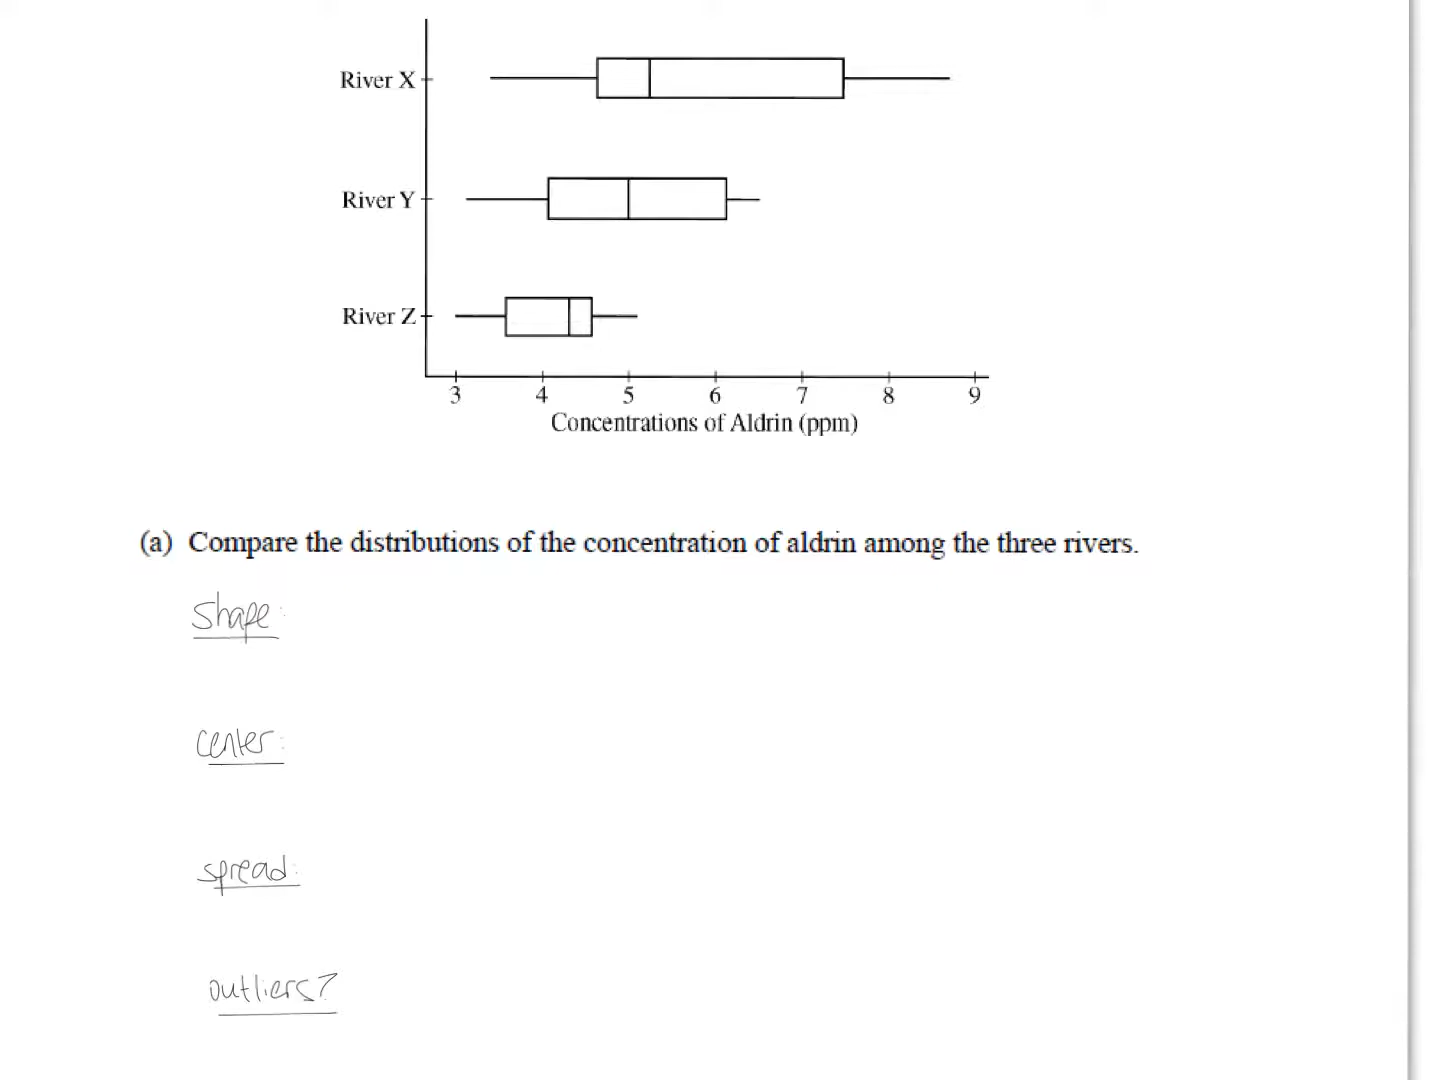 River X
River Y
River Z
3 4 5 6 7 8 9
Concentrations of Aldrin (ppm)
(a) Compare the distributions of the concentration of aldrin among the three rivers.
shape:
center:
spread:
outliers?